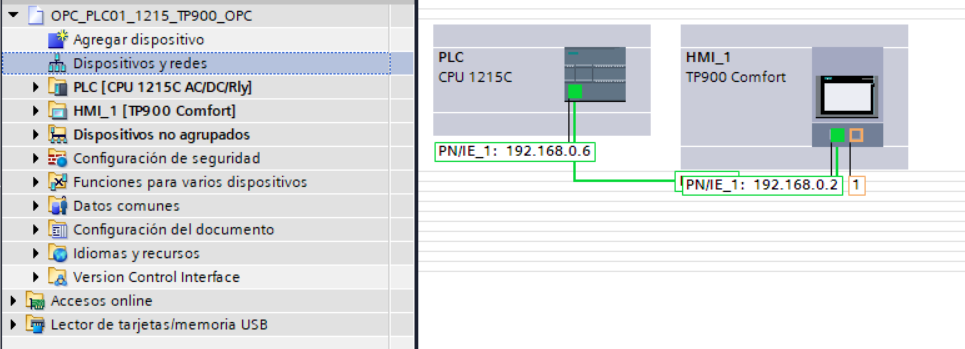 OPC_PLC01_1215_TP900_OPC
Agregar dispositivo
Dispositivos y redes
PLC [CPU 1215C AC/DC/Rly]
HMI_1 [TP900 Comfort]
Dispositivos no agrupados
Configuración de seguridad
Funciones para varios dispositivos
Datos comunes
Configuración del documento
Idiomas y recursos
Version Control Interface
Accesos online
Lector de tarjetas/memoria USB
PLC
CPU 1215C
PN/IE_1: 192.168.0.6
HMI_1
TP900 Comfort
PN/IE_1: 192.168.0.2
1